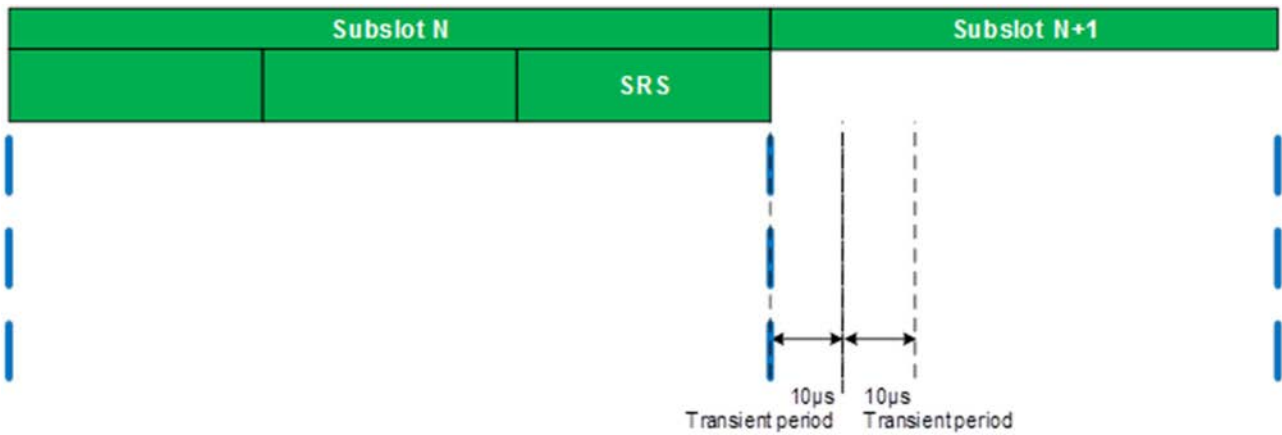 Subslot N
Subslot N+1
SRS
10µs
Transient period
10µs
Transient period